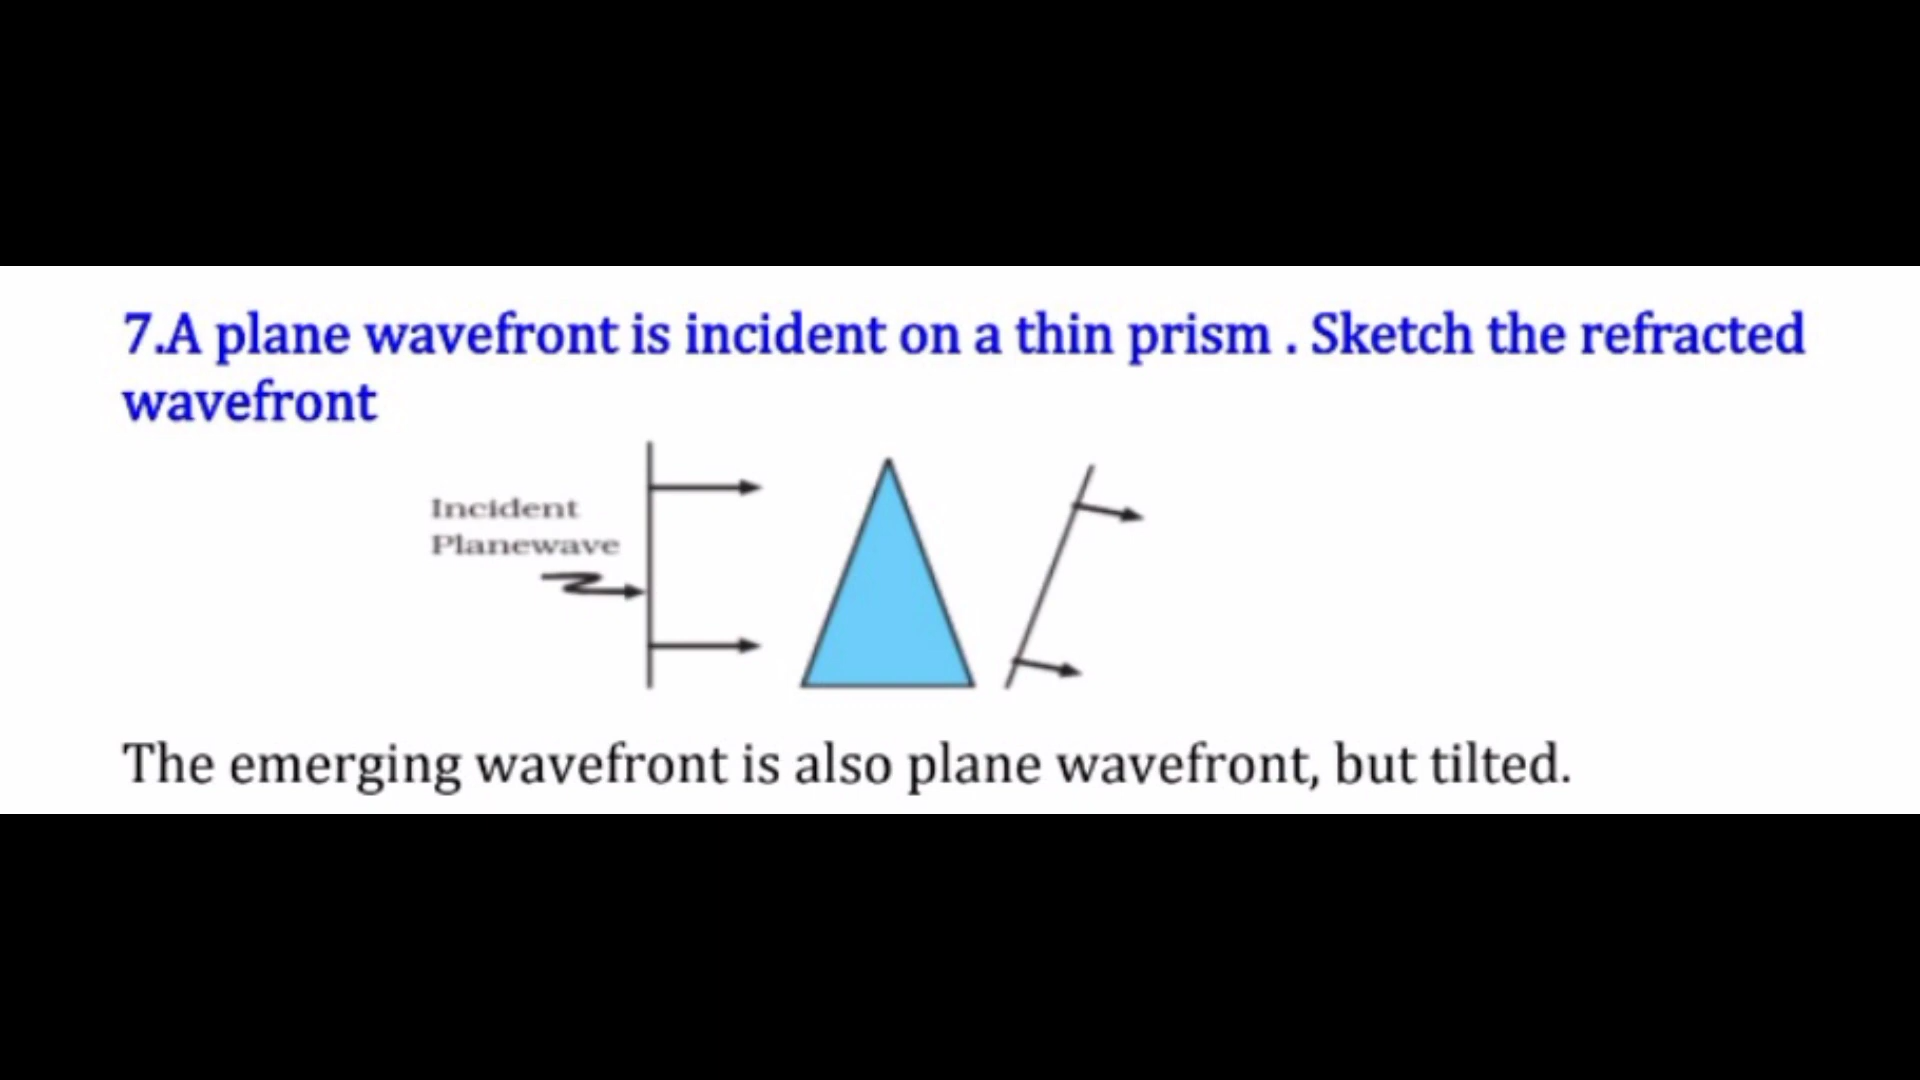 7.A plane wavefront is incident on a thin prism . Sketch the refracted
wavefront
Incident
Planewave
The emerging wavefront is also plane wavefront, but tilted.